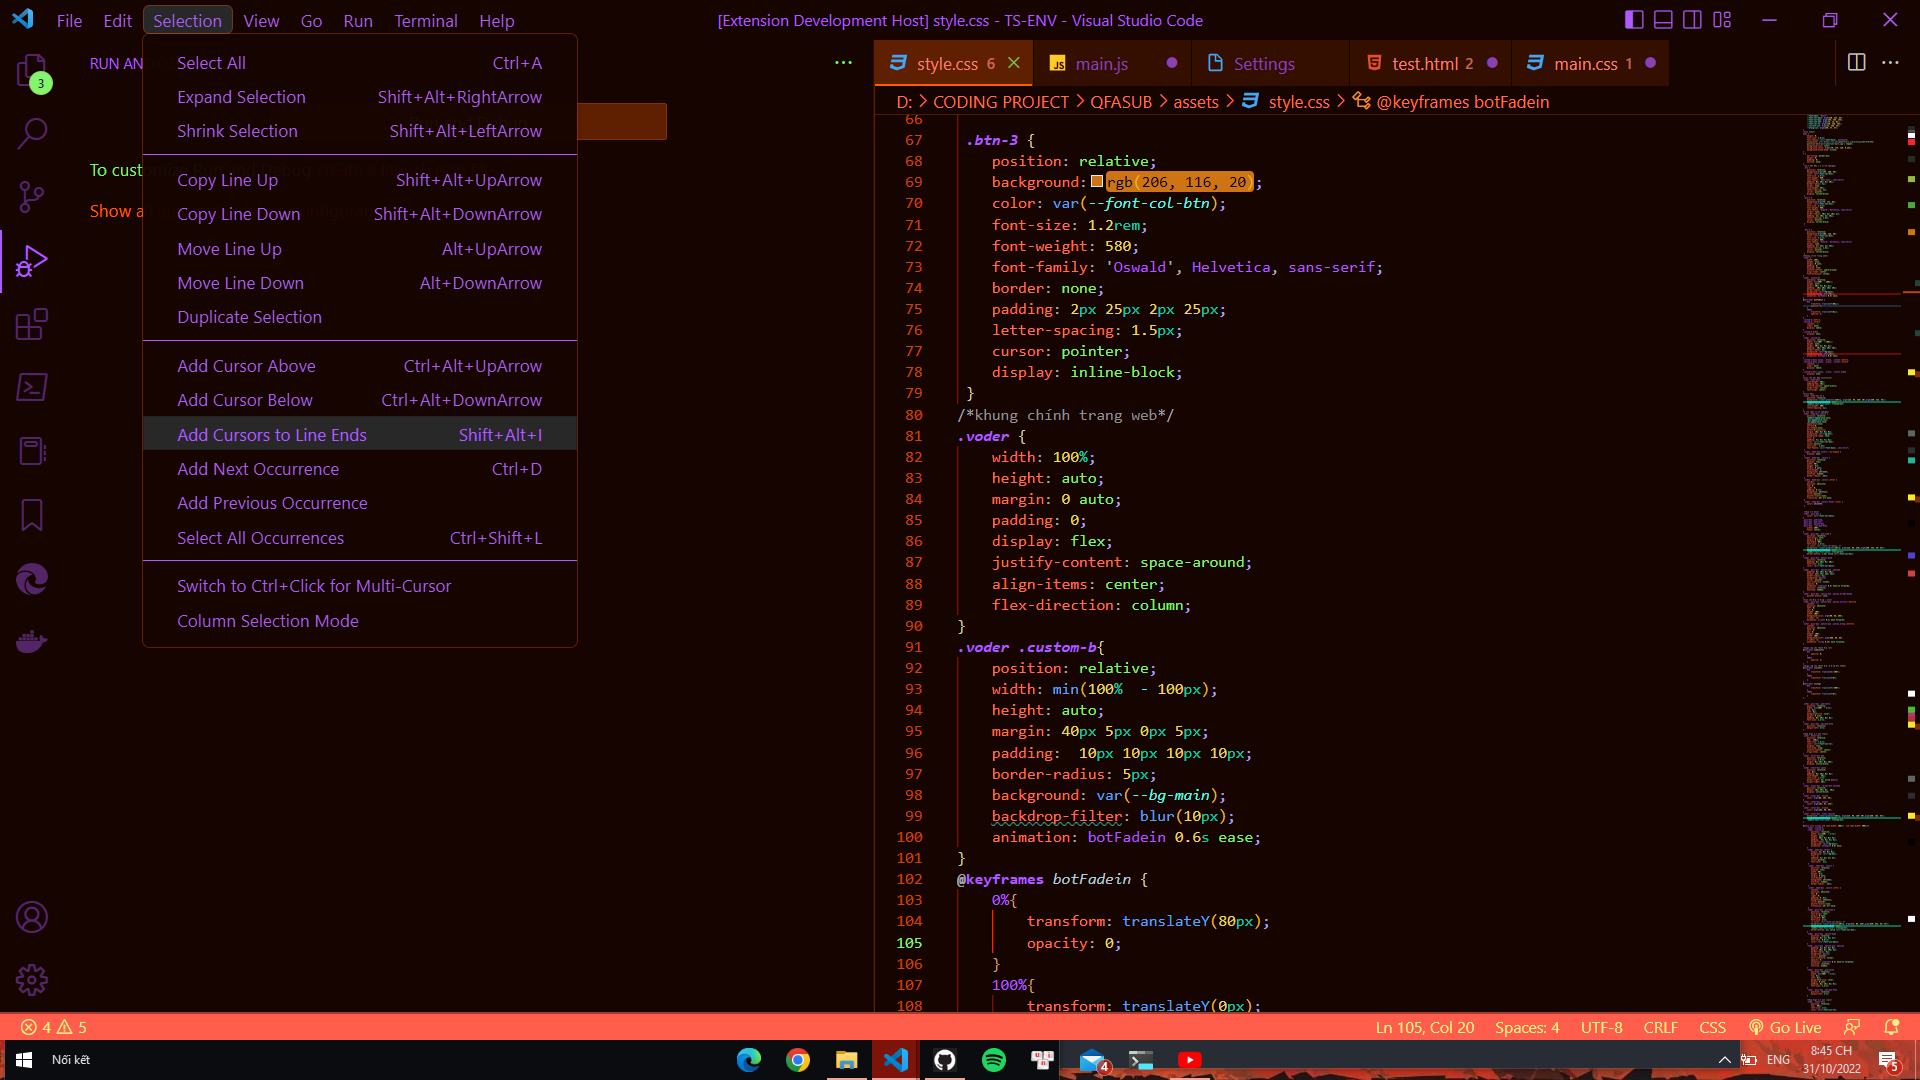 File Edit Selection View Go Run Terminal Help
[Extension Development Host] style.css - TS-ENV - Visual Studio Code
RUN AN
3
Select All Ctrl+A
Expand Selection Shift+Alt+RightArrow
Shrink Selection Shift+Alt+LeftArrow
To cust
Copy Line Up Shift+Alt+UpArrow
Show a
Copy Line Down Shift+Alt+DownArrow
Move Line Up Alt+UpArrow
Move Line Down Alt+DownArrow
Duplicate Selection
Add Cursor Above Ctrl+Alt+UpArrow
Add Cursor Below Ctrl+Alt+DownArrow
Add Cursors to Line Ends Shift+Alt+I
Add Next Occurrence Ctrl+D
Add Previous Occurrence
Select All Occurrences Ctrl+Shift+L
Switch to Ctrl+Click for Multi-Cursor
Column Selection Mode
style.css 6 main.js Settings test.html 2 main.css 1
D: > CODING PROJECT > QFASUB > assets > style.css > @keyframes botFadein
66
67 .btn-3 {
68 position: relative;
69 background: rgb(206, 116, 20);
70 color: var(--font-col-btn);
71 font-size: 1.2rem;
72 font-weight: 580;
73 font-family: 'Oswald', Helvetica, sans-serif;
74 border: none;
75 padding: 2px 25px 2px 25px;
76 letter-spacing: 1.5px;
77 cursor: pointer;
78 display: inline-block;
79 }
80 /*khung chính trang web*/
81 .voder {
82 width: 100%;
83 height: auto;
84 margin: 0 auto;
85 padding: 0;
86 display: flex;
87 justify-content: space-around;
88 align-items: center;
89 flex-direction: column;
90 }
91 .voder .custom-b{
92 position: relative;
93 width: min(100%  - 100px);
94 height: auto;
95 margin: 40px 5px 0px 5px;
96 padding:  10px 10px 10px 10px;
97 border-radius: 5px;
98 background: var(--bg-main);
99 backdrop-filter: blur(10px);
100 animation: botFadein 0.6s ease;
101 }
102 @keyframes botFadein {
103 0%{
104 transform: translateY(80px);
105 opacity: 0;
106 }
107 100%{
108 transform: translateY(0px);
4 5
Ln 105, Col 20 Spaces: 4 UTF-8 CRLF CSS Go Live
Nối kết
4
ENG
8:45 CH
31/10/2022
5